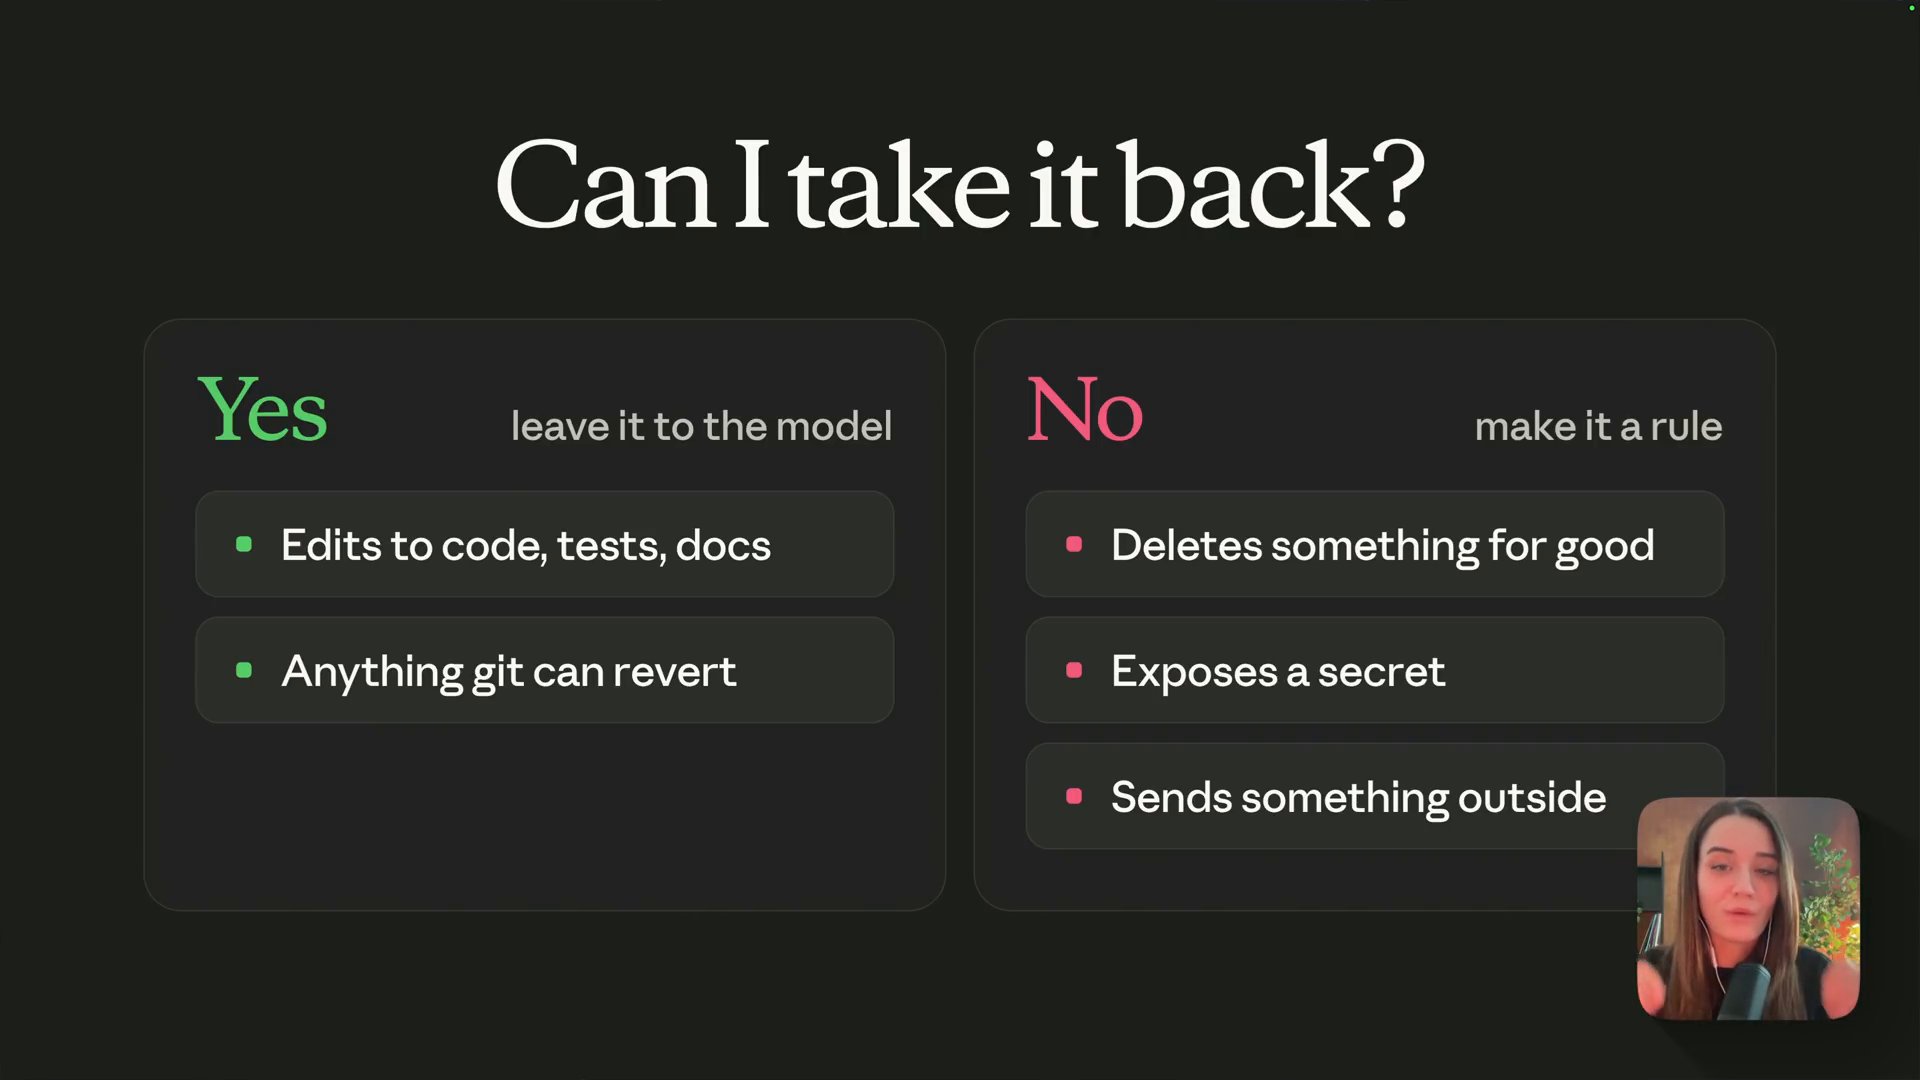 Can I take it back?
Yes
leave it to the model
Edits to code, tests, docs
Anything git can revert
No
make it a rule
Deletes something for good
Exposes a secret
Sends something outside